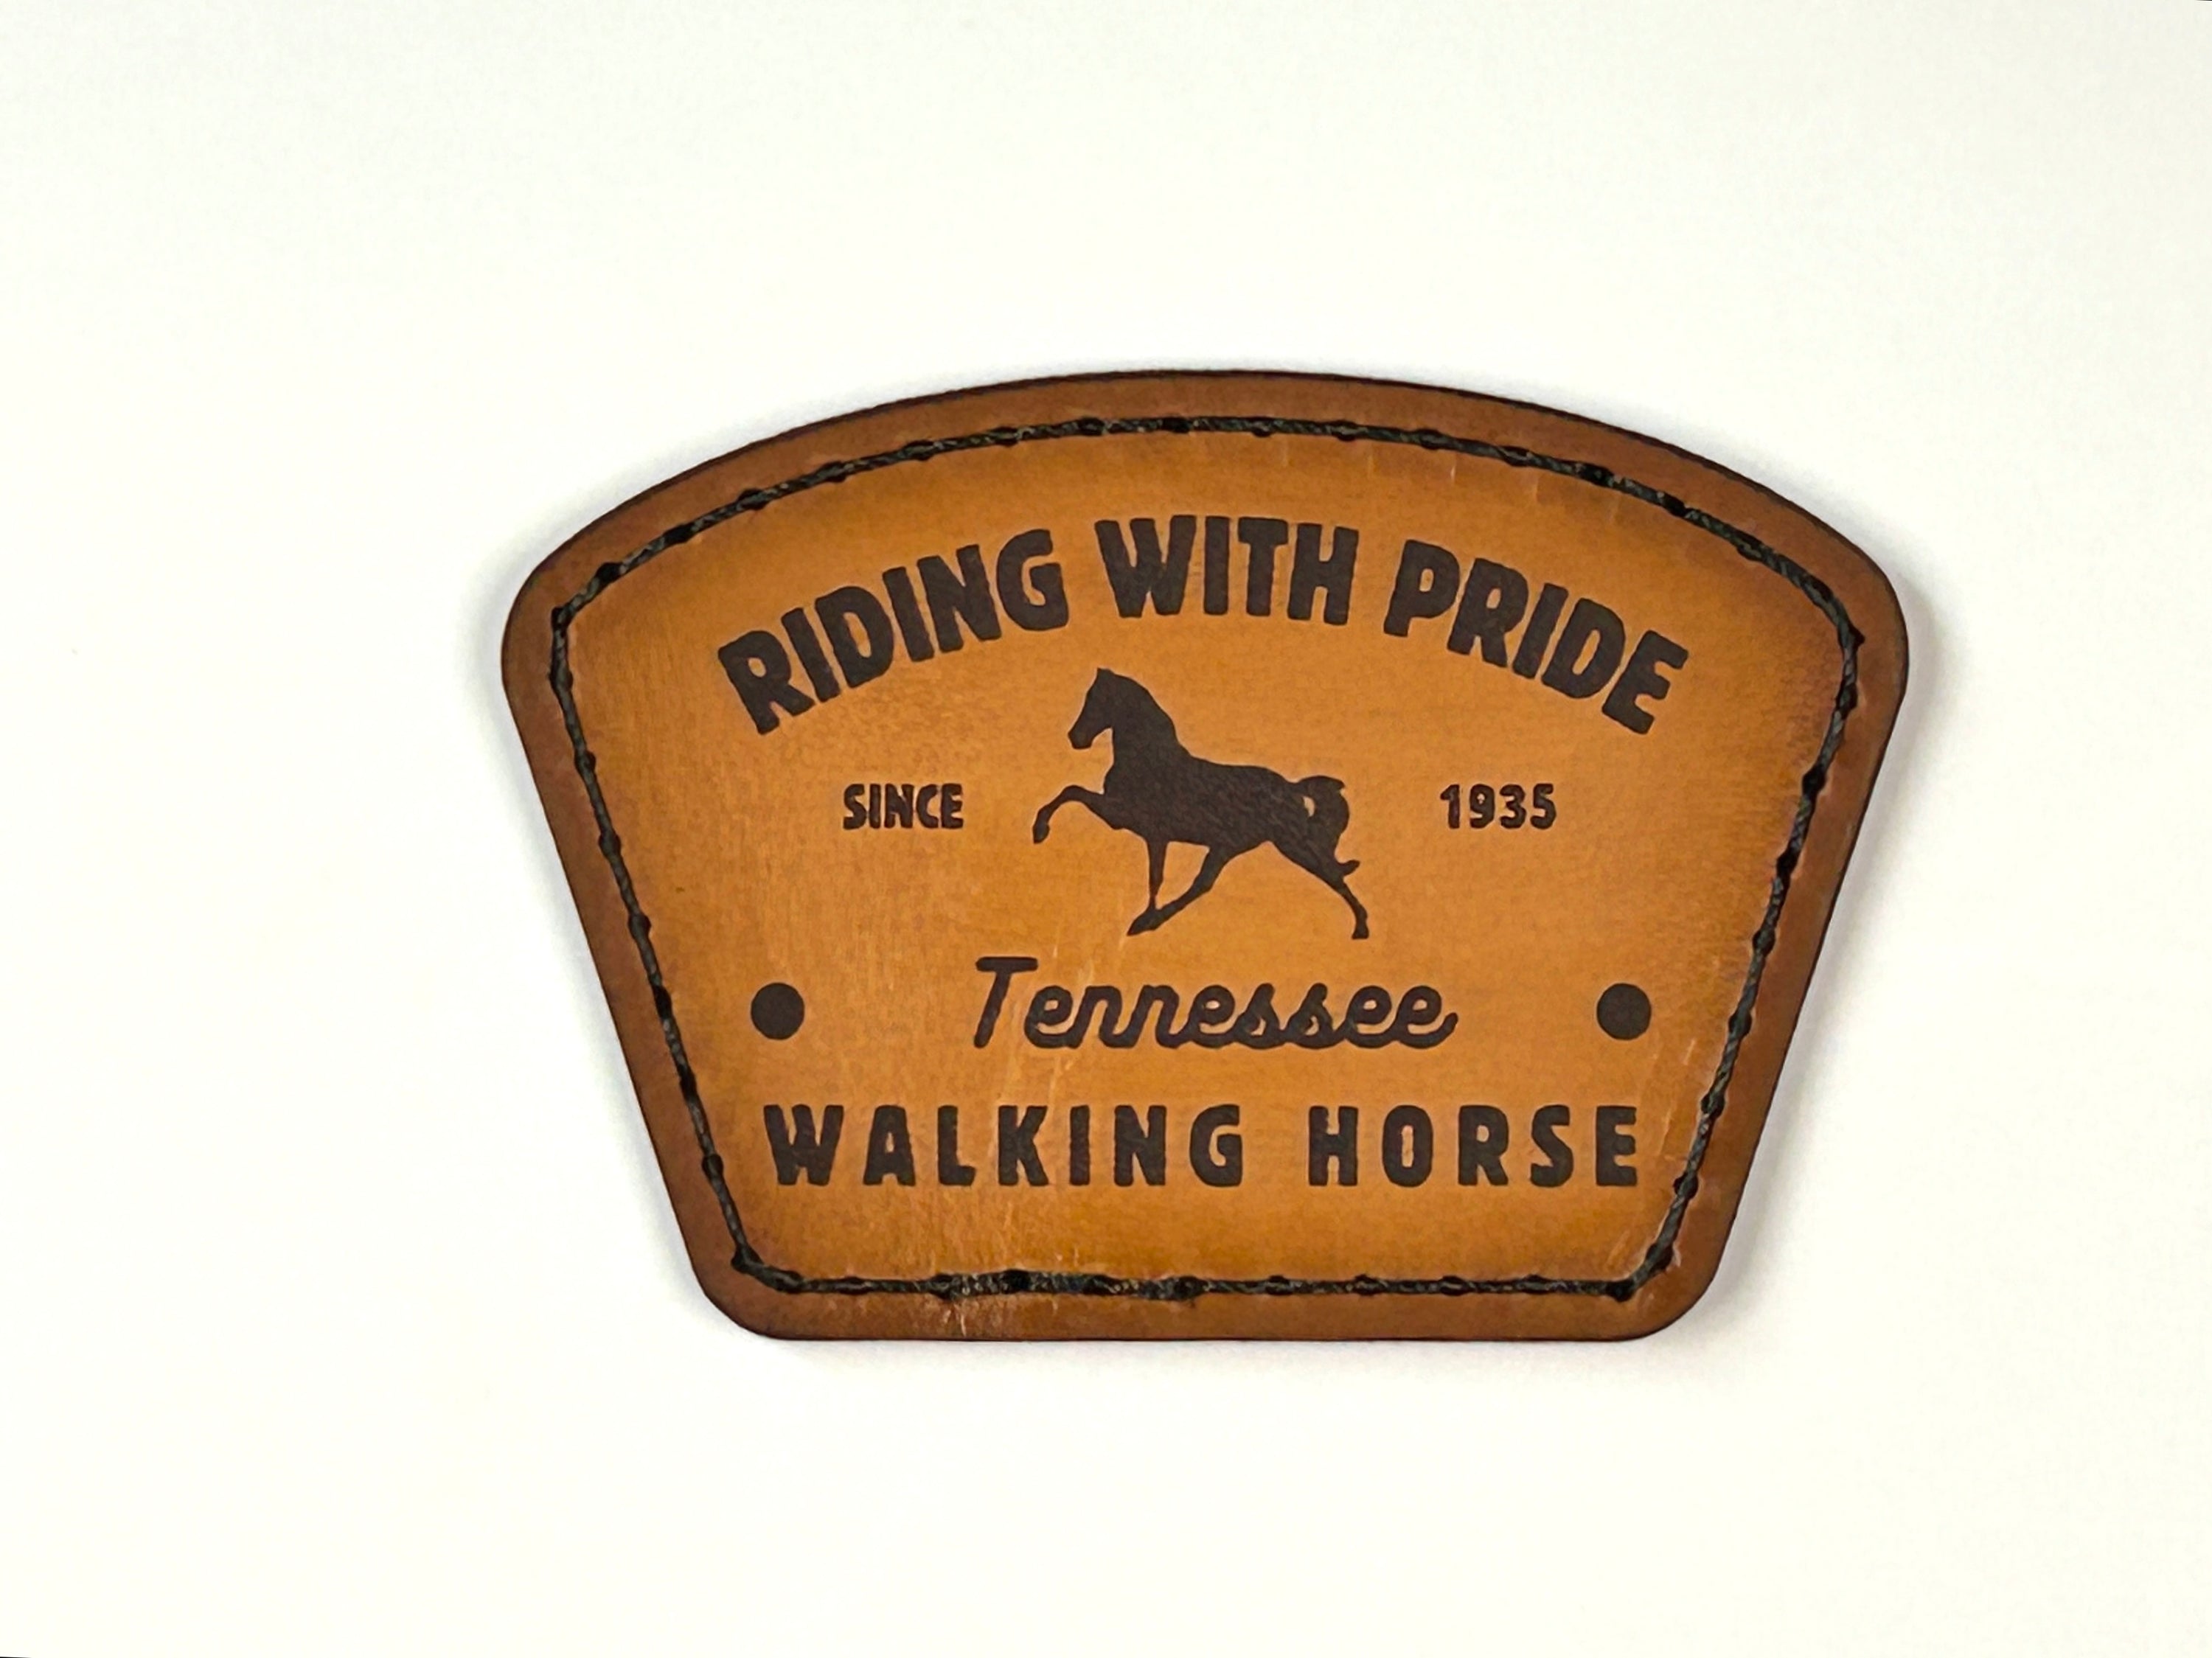 RIDING WITH PRIDE
SINCE 1935
Tennessee
WALKING HORSE